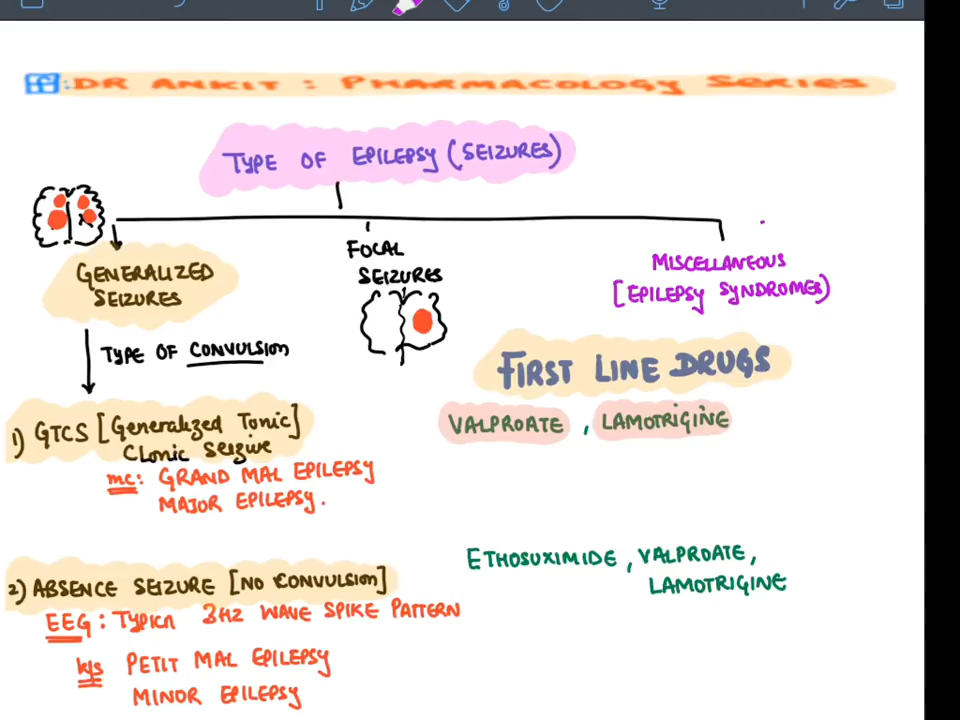 DR ANKIT : PHARMACOLOGY SERIES
TYPE OF EPILEPSY (SEIZURES)
GENERALIZED
SEIZURES
FOCAL
SEIZURES
MISCELLANEOUS
[EPILEPSY SYNDROMES)
TYPE OF CONVULSION
FIRST LINE DRUGS
1) GTCS [Generalized Tonic]
Clonic Seizure
VALPROATE , LAMOTRIGINE
mc: GRAND MAL EPILEPSY
MAJOR EPILEPSY.
2) ABSENCE SEIZURE [NO CONVULSION]
ETHOSUXIMIDE, VALPROATE,
LAMOTRIGINE
EEG : 3HZ WAVE SPIKE PATTERN
k/s PETIT MAL EPILEPSY
MINOR EPILEPSY